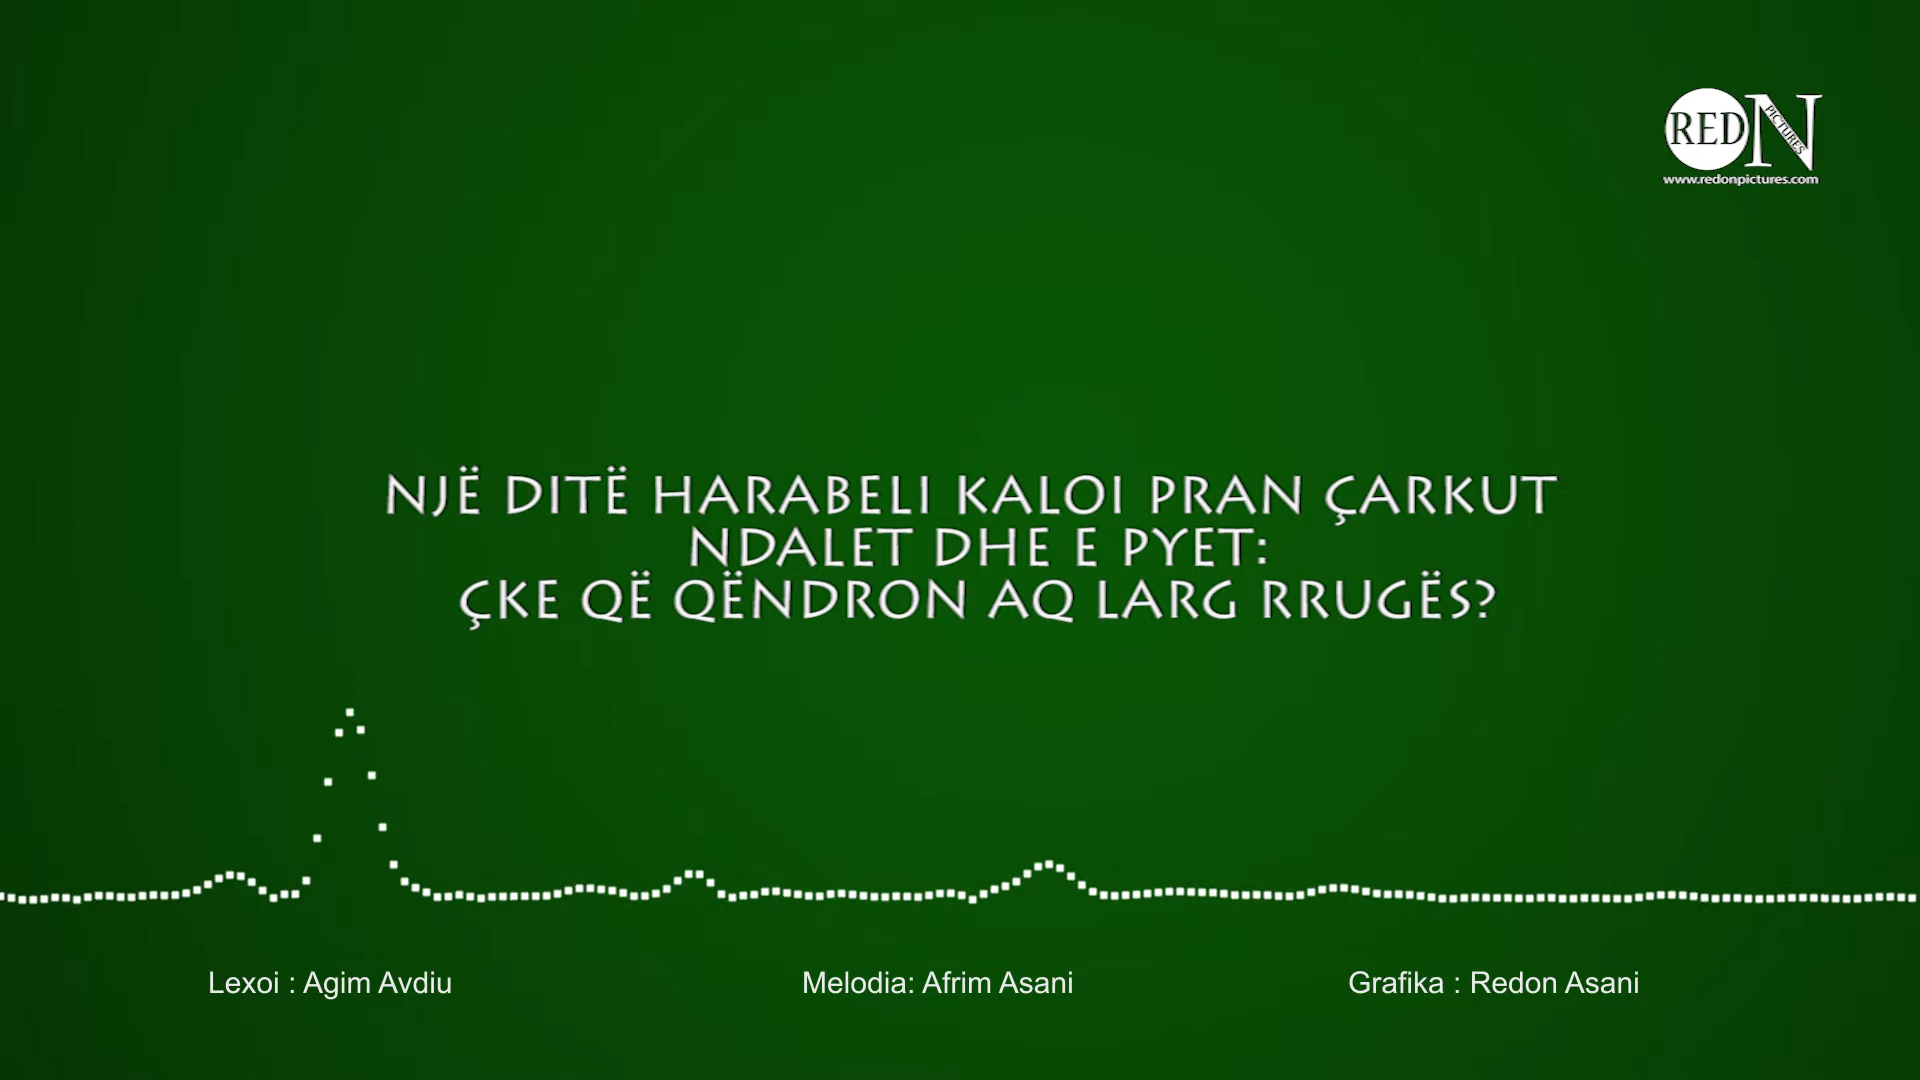 RED N
PICTURES
www.redonpictures.com
NJË DITË HARABELI KALOI PRAN ÇARKUT
NDALET DHE E PYET:
ÇKE QË QËNDRON AQ LARG RRUGËS?
Lexoi : Agim Avdiu
Melodia: Afrim Asani
Grafika : Redon Asani